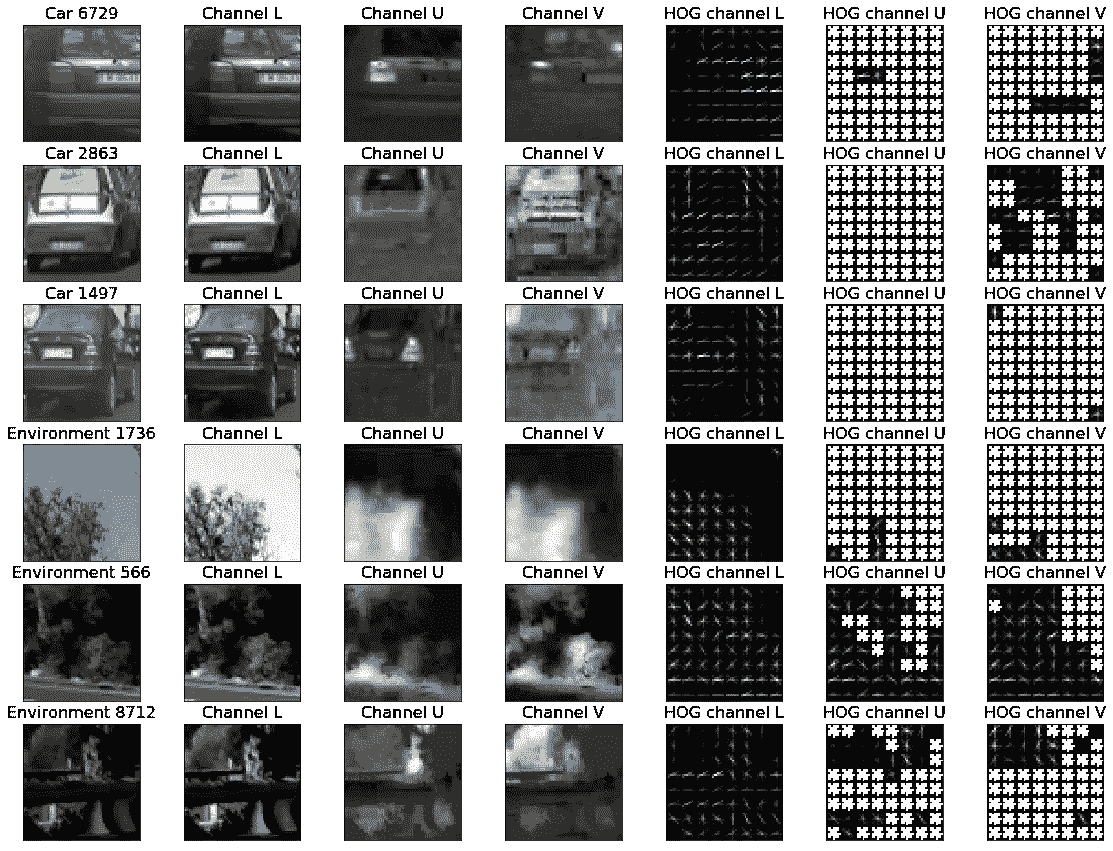 Car 6729 Channel L Channel U Channel V HOG channel L HOG channel U HOG channel V
Car 2863 Channel L Channel U Channel V HOG channel L HOG channel U HOG channel V
Car 1497 Channel L Channel U Channel V HOG channel L HOG channel U HOG channel V
Environment 1736 Channel L Channel U Channel V HOG channel L HOG channel U HOG channel V
Environment 566 Channel L Channel U Channel V HOG channel L HOG channel U HOG channel V
Environment 8712 Channel L Channel U Channel V HOG channel L HOG channel U HOG channel V